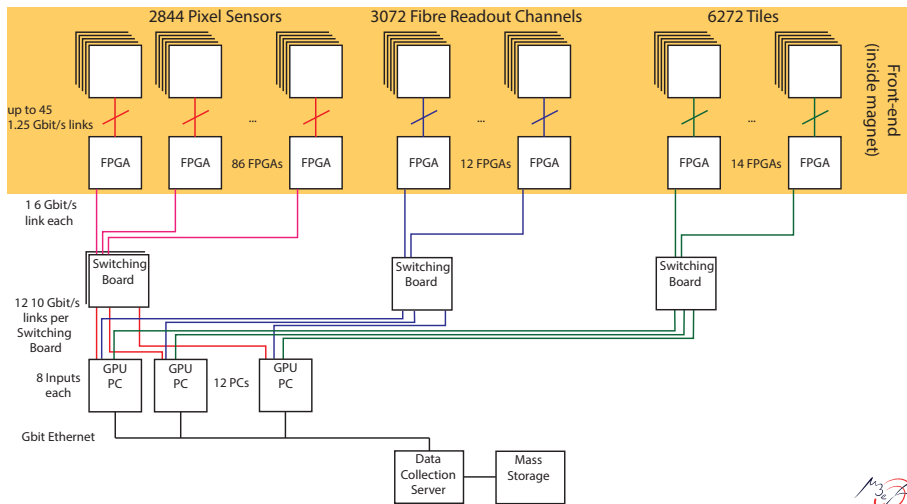 2844 Pixel Sensors
3072 Fibre Readout Channels
6272 Tiles
Front-end
(inside magnet)
up to 45
1.25 Gbit/s links
...
...
...
FPGA
FPGA
86 FPGAs
FPGA
FPGA
12 FPGAs
FPGA
FPGA
14 FPGAs
FPGA
1 6 Gbit/s
link each
Switching
Board
Switching
Board
Switching
Board
12 10 Gbit/s
links per
Switching
Board
8 Inputs
each
GPU
PC
GPU
PC
12 PCs
GPU
PC
Gbit Ethernet
Data
Collection
Server
Mass
Storage